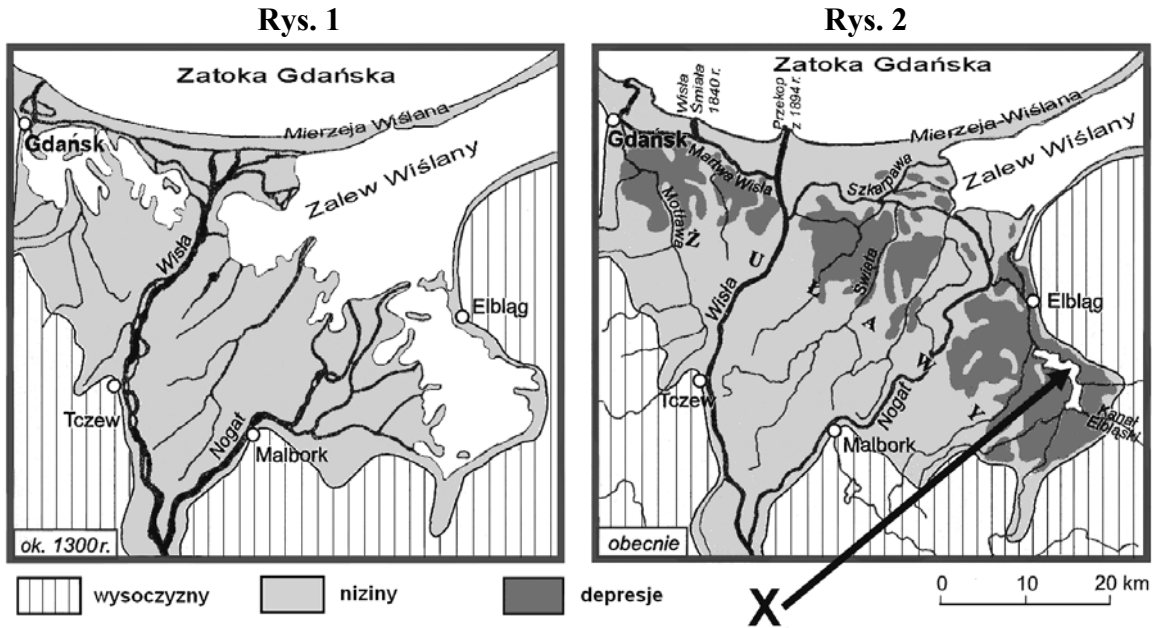 Rys. 1
Zatoka Gdańska
Mierzeja Wiślana
Gdańsk
Zalew Wiślany
Wisła
Elbląg
Tczew
Nogat
Malbork
ok. 1300 r.
Rys. 2
Zatoka Gdańska
Wisła
Śmiała
1840 r.
Przekop
z 1894 r.
Mierzeja Wiślana
Gdańsk
Martwa Wisła
Zalew Wiślany
Szkarpawa
Motława
Ż U Ł A W Y
Święta
Wisła
Elbląg
Tczew
Nogat
Malbork
Kanał
Elbląski
obecnie
X
wysoczyzny
niziny
depresje
0 10 20 km